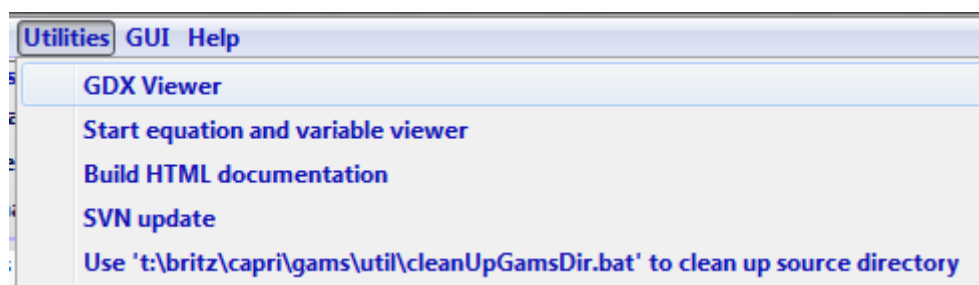 Utilities GUI Help
GDX Viewer
Start equation and variable viewer
Build HTML documentation
SVN update
Use 't:\britz\capri\gams\util\cleanUpGamsDir.bat' to clean up source directory